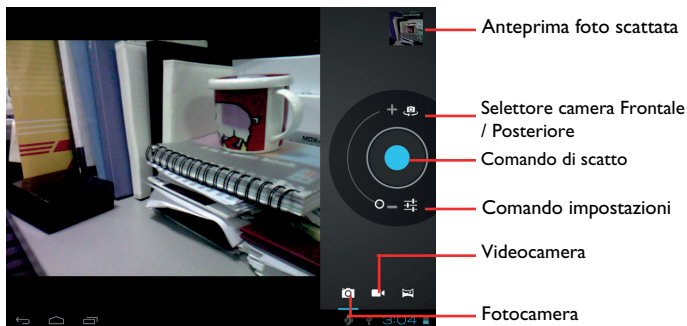 Anteprima foto scattata
Selettore camera Frontale
/ Posteriore
Comando di scatto
Comando impostazioni
Videocamera
Fotocamera
3:04